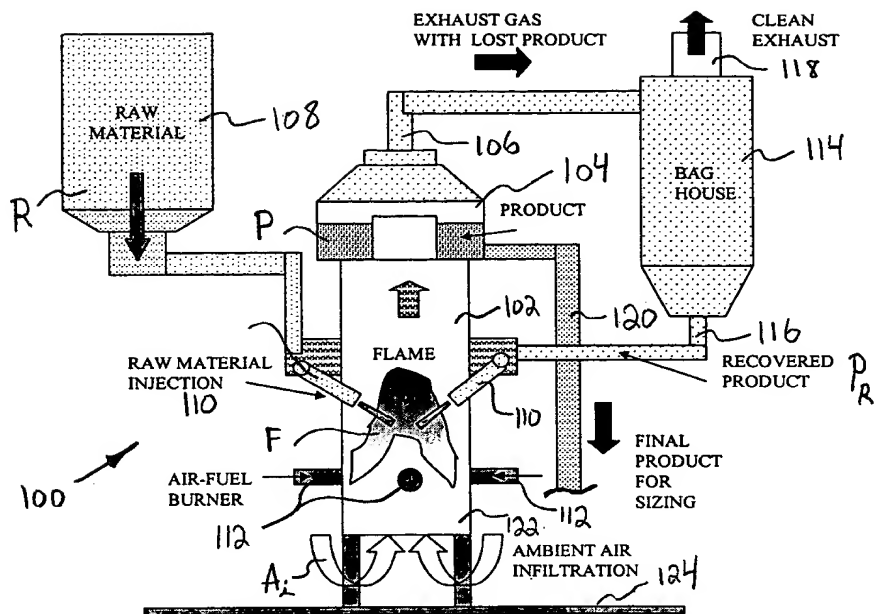 EXHAUST GAS
WITH LOST PRODUCT
CLEAN
EXHAUST
118
RAW
MATERIAL
108
106
104
BAG
HOUSE
114
R
P
PRODUCT
102
120
116
FLAME
RAW MATERIAL
INJECTION
110
110
RECOVERED
PRODUCT
PR
F
100
AIR-FUEL
BURNER
FINAL
PRODUCT
FOR
SIZING
112
122
112
Ai
AMBIENT AIR
INFILTRATION
124